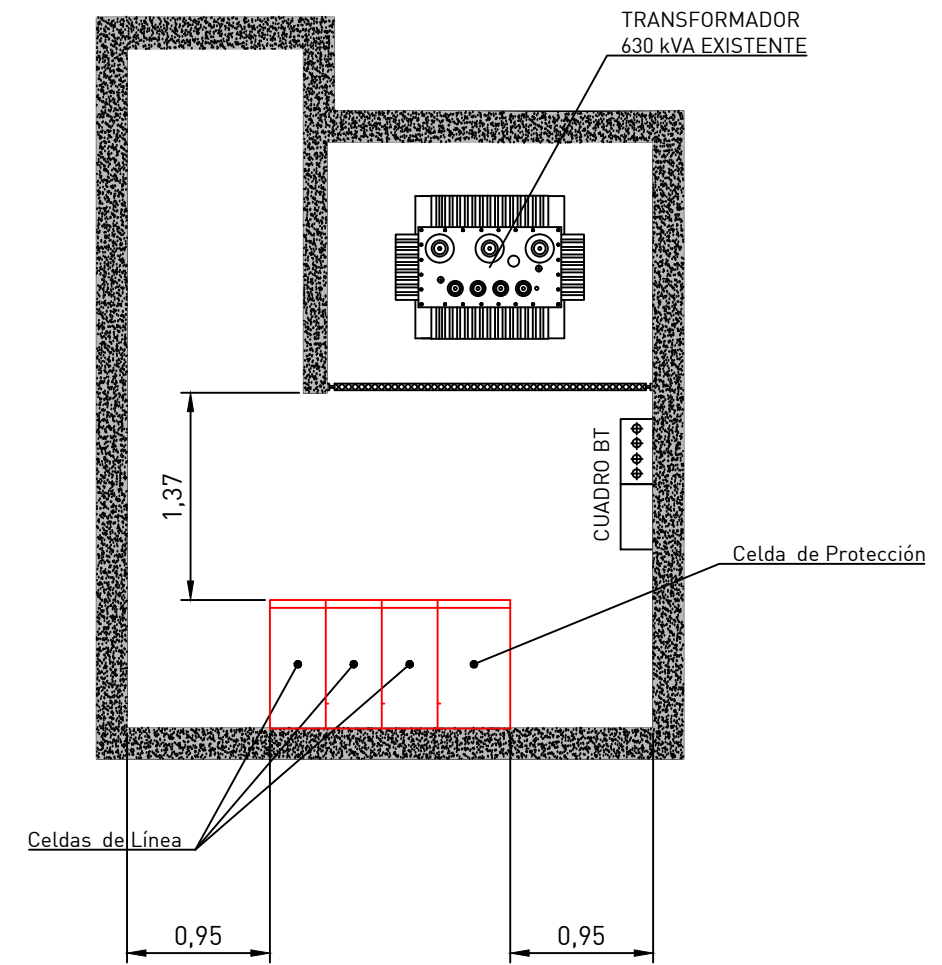 TRANSFORMADOR
630 kVA EXISTENTE
1,37
CUADRO BT
Celda de Protección
Celdas de Línea
0,95
0,95